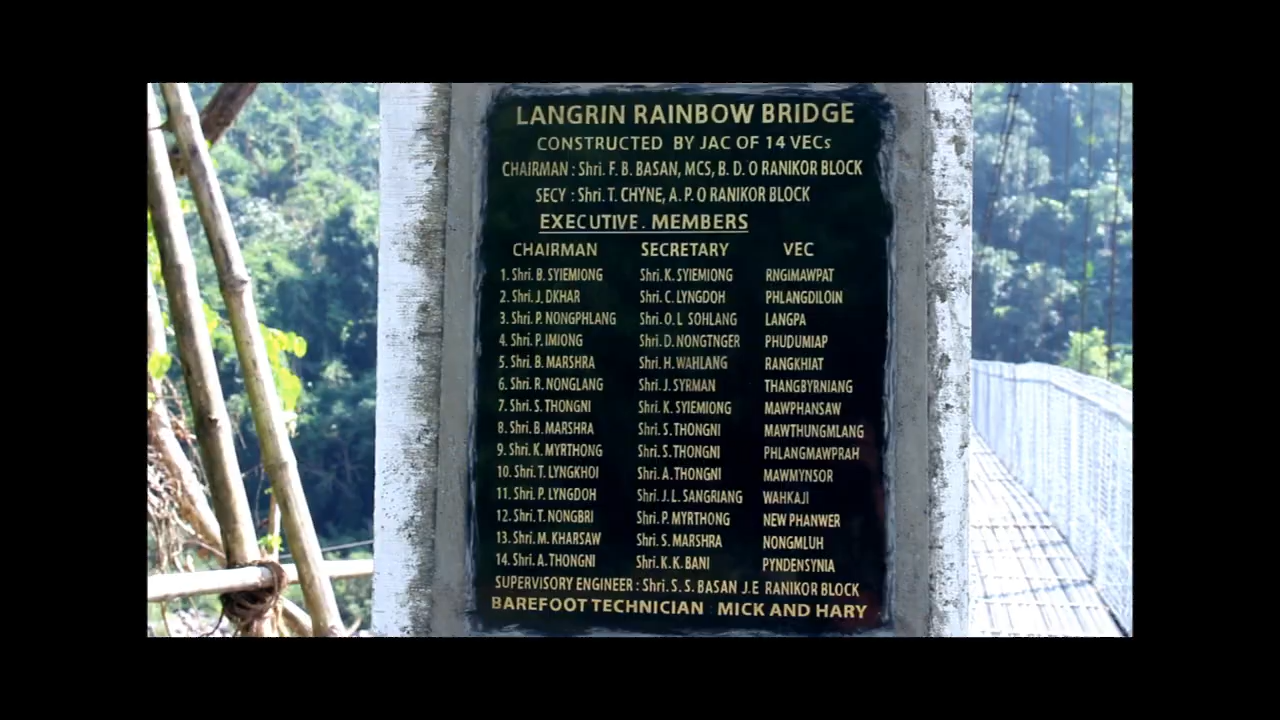 LANGRIN RAINBOW BRIDGE
CONSTRUCTED BY JAC OF 14 VECs
CHAIRMAN : Shri. F. B. BASAN, MCS, B. D. O RANIKOR BLOCK
SECY : Shri. T. CHYNE, A. P. O RANIKOR BLOCK
EXECUTIVE. MEMBERS
CHAIRMAN SECRETARY VEC
1. Shri. B. SYIEMIONG Shri. K. SYIEMIONG RNGIMAWPAT
2. Shri. J. DKHAR Shri. C. LYNGDOH PHLANGDILOIN
3. Shri. P. NONGPHLANG Shri. O. L SOHLANG LANGPA
4. Shri. P. IMIONG Shri. D. NONGTNGER PHUDUMIAP
5. Shri. B. MARSHRA Shri. H. WAHLANG RANGKHIAT
6. Shri. R. NONGLANG Shri. J. SYRMAN THANGBYRNIANG
7. Shri. S. THONGNI Shri. K. SYIEMIONG MAWPHANSAW
8. Shri. B. MARSHRA Shri. S. THONGNI MAWTHUNGMLANG
9. Shri. K. MYRTHONG Shri. S. THONGNI PHLANGMAWPRAH
10. Shri. T. LYNGKHOI Shri. A. THONGNI MAWMYNSOR
11. Shri. P. LYNGDOH Shri. J. L. SANGRIANG WAHKAJI
12. Shri. T. NONGBRI Shri. P. MYRTHONG NEW PHANWER
13. Shri. M. KHARSAW Shri. S. MARSHRA NONGMLUH
14. Shri. A. THONGNI Shri. K. K. BANI PYNDENSYNIA
SUPERVISORY ENGINEER : Shri. S. S. BASAN J.E RANIKOR BLOCK
BAREFOOT TECHNICIAN : MICK AND HARY